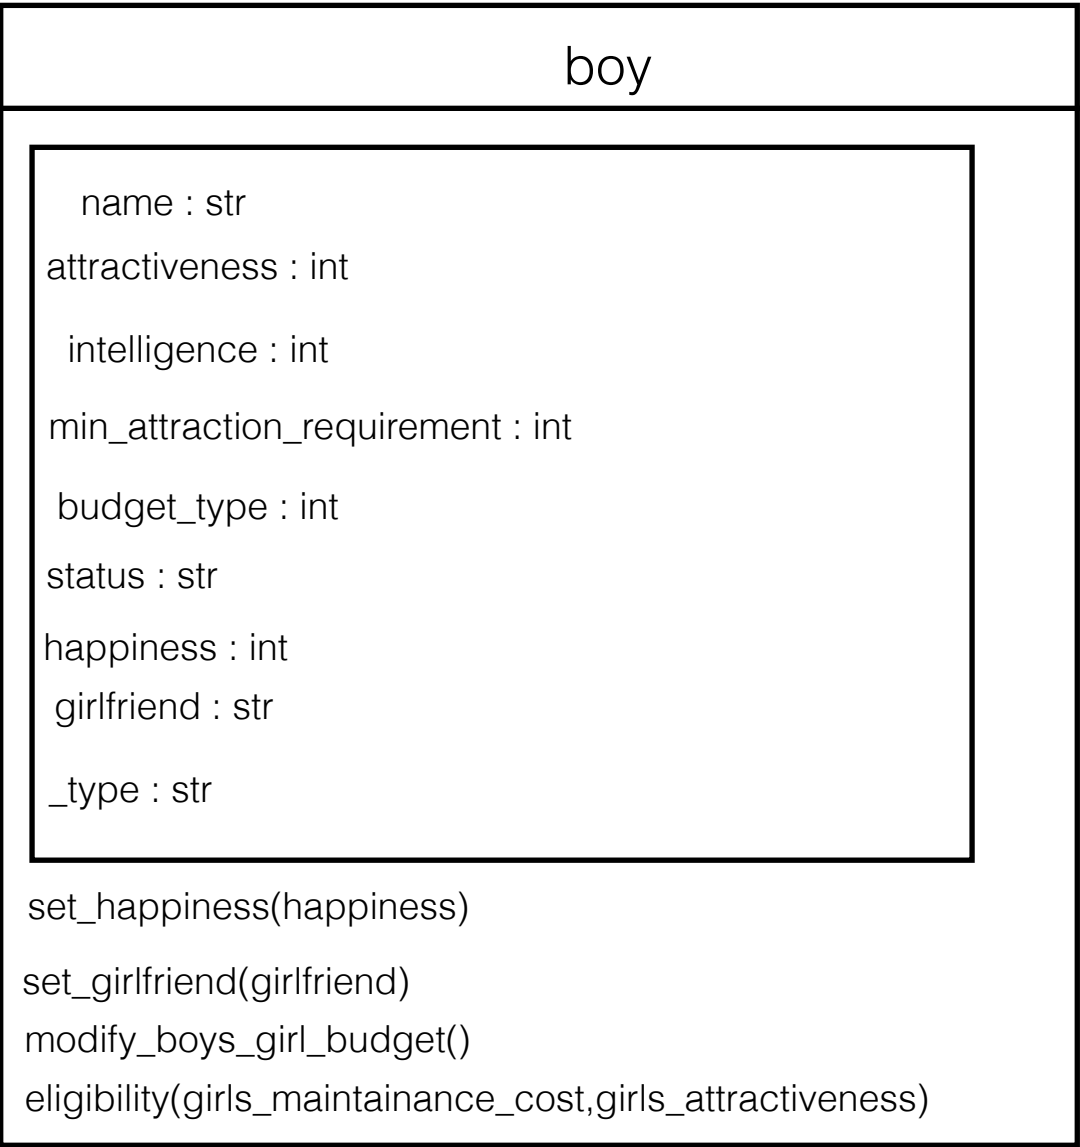 boy
name : str
attractiveness : int
intelligence : int
min_attraction_requirement : int
budget_type : int
status : str
happiness : int
girlfriend : str
_type : str
set_happiness(happiness)
set_girlfriend(girlfriend)
modify_boys_girl_budget()
eligibility(girls_maintainance_cost,girls_attractiveness)